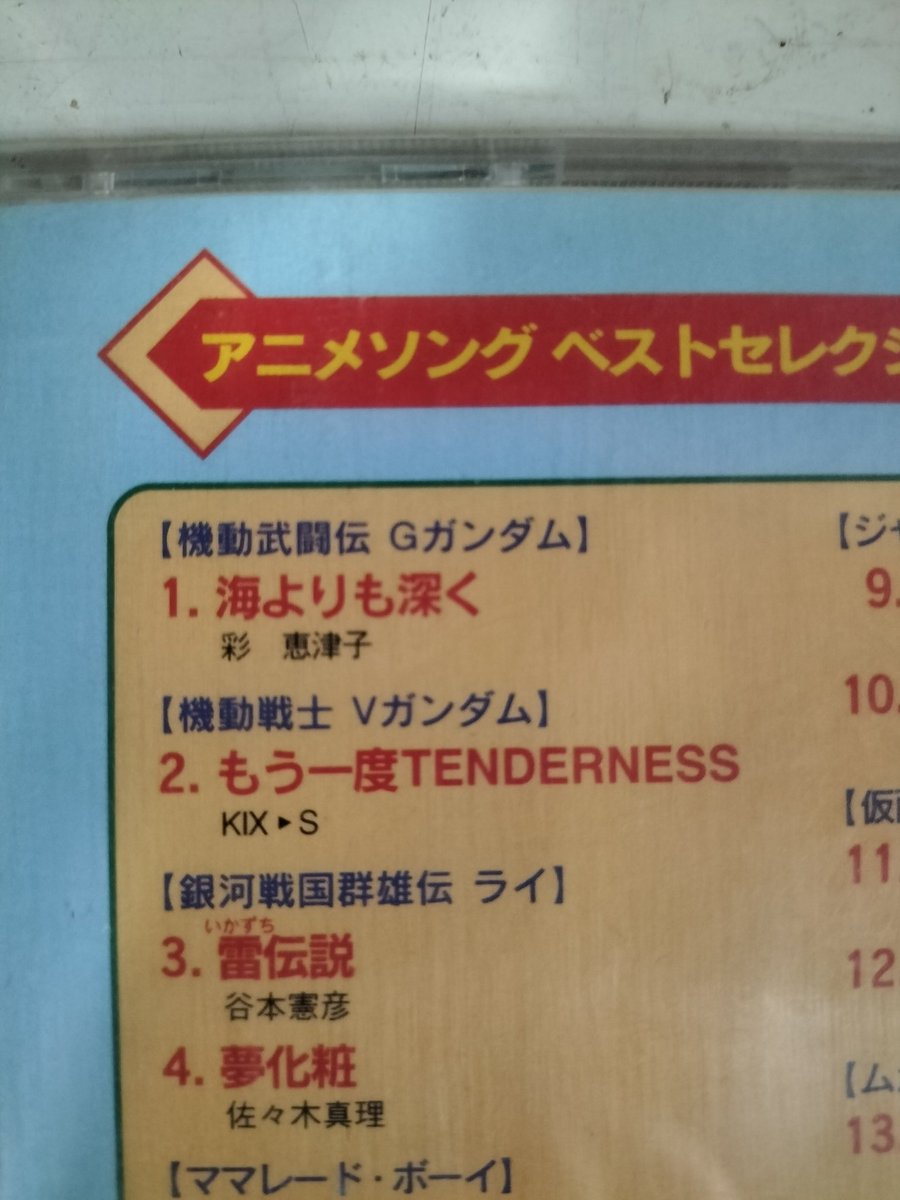 アニメソング ベストセレクシ
【機動武闘伝 Gガンダム】
1. 海よりも深く
彩 恵津子
【機動戦士 Vガンダム】
2. もう一度TENDERNESS
KIX▶S
【銀河戦国群雄伝 ライ】
いかずち
3. 雷伝説
谷本憲彦
4. 夢化粧
佐々木真理
【ママレード・ボーイ】
【ジャ
9.
10.
【仮面
11
12
【ム
13